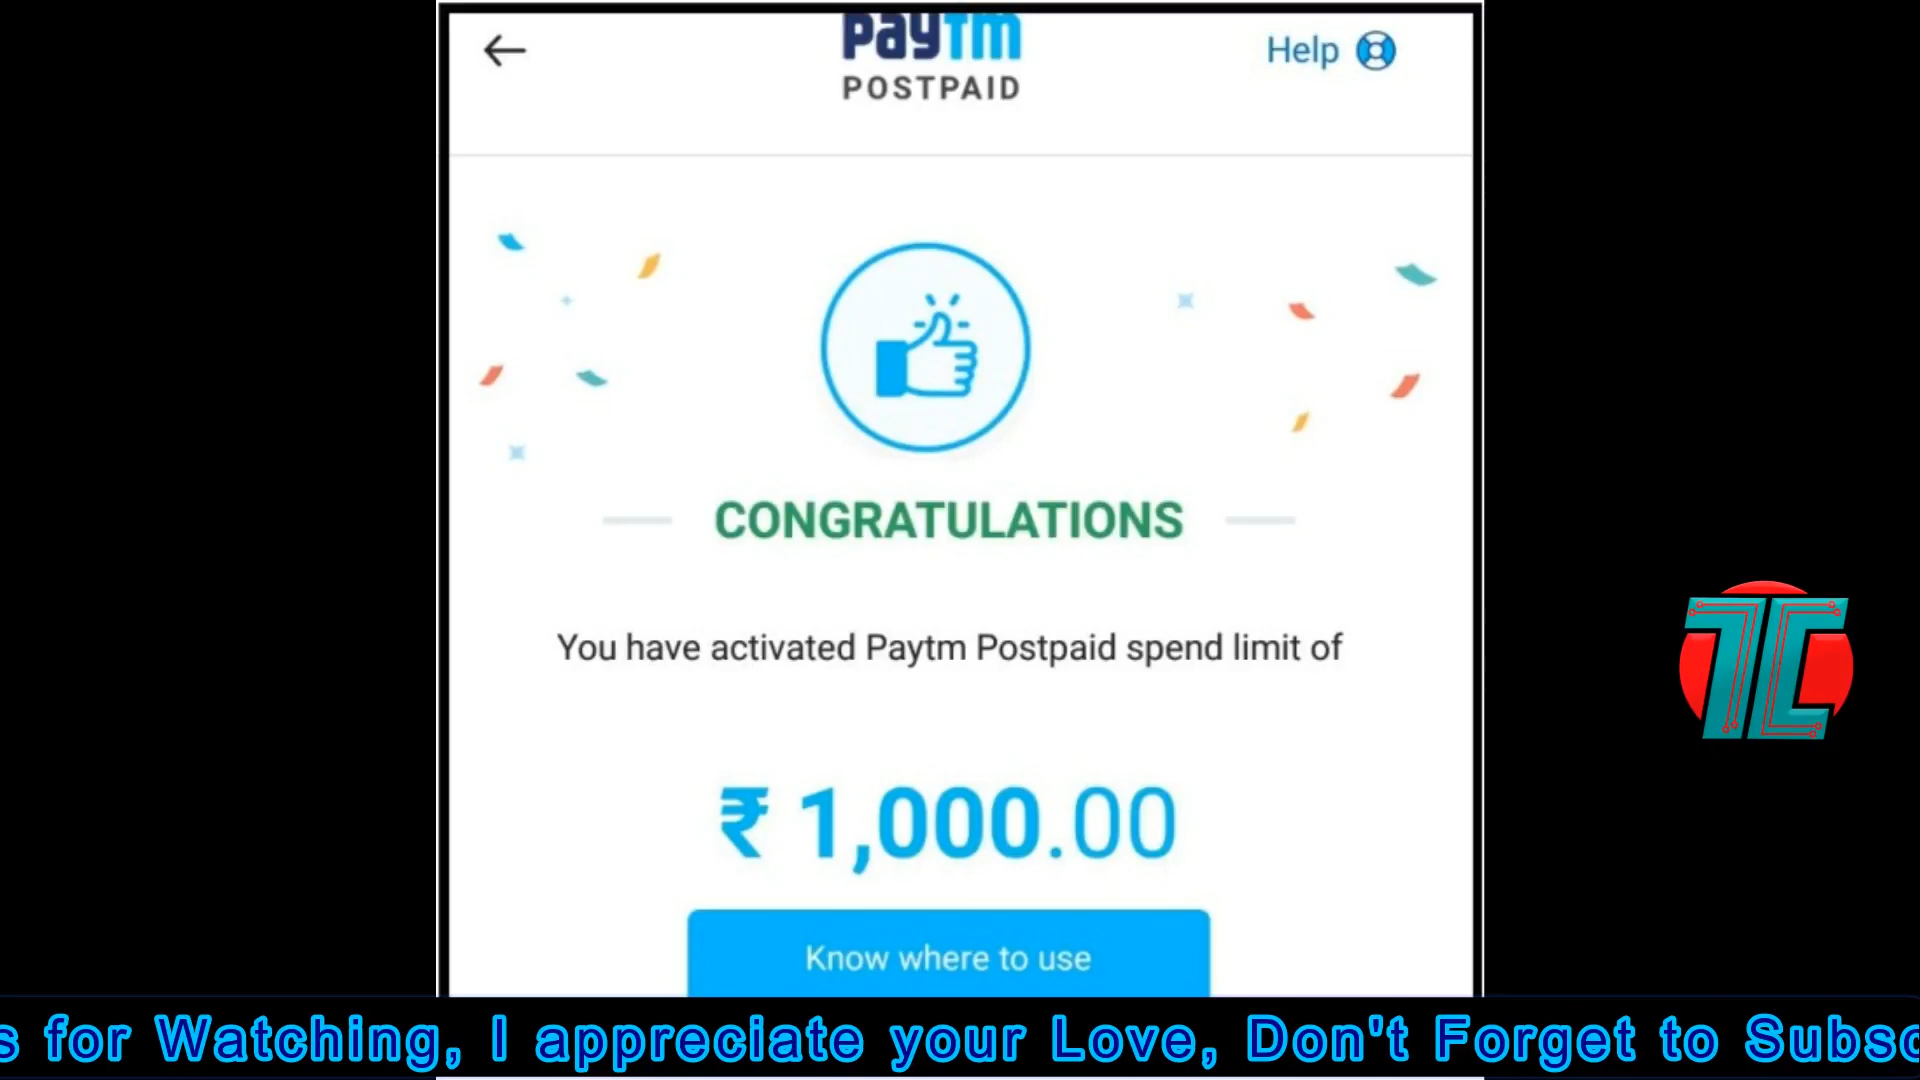 paytm
POSTPAID
Help
CONGRATULATIONS
You have activated Paytm Postpaid spend limit of
₹ 1,000.00
Know where to use
TC
s for Watching, I appreciate your Love, Don't Forget to Subsc